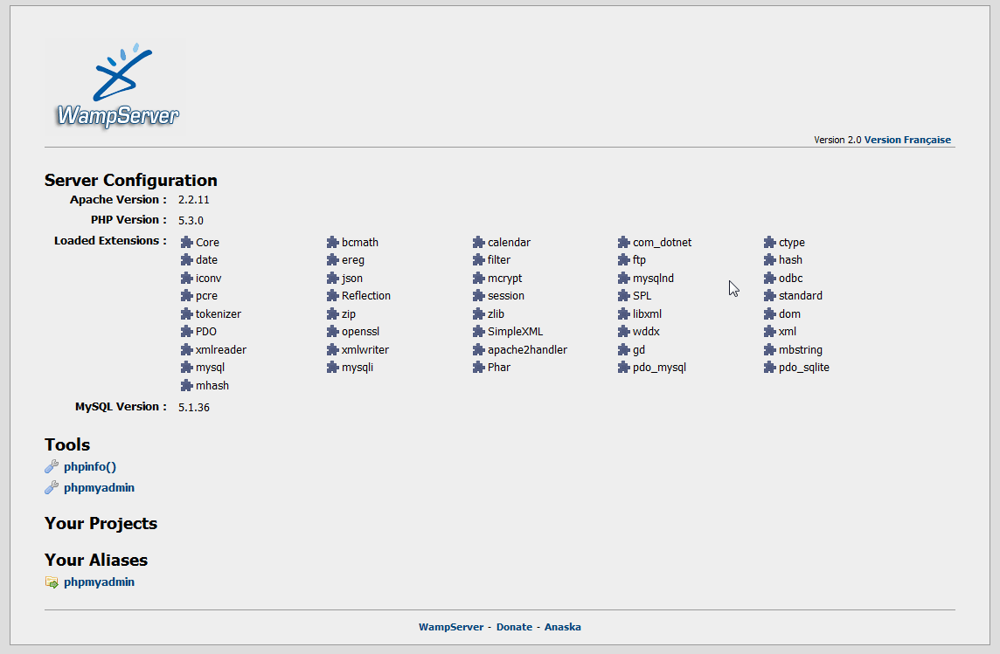 WampServer
Version 2.0 Version Française
Server Configuration
Apache Version : 2.2.11
PHP Version : 5.3.0
Loaded Extensions : Core bcmath calendar com_dotnet ctype
date ereg filter ftp hash
iconv json mcrypt mysqlnd odbc
pcre Reflection session SPL standard
tokenizer zip zlib libxml dom
PDO openssl SimpleXML wddx xml
xmlreader xmlwriter apache2handler gd mbstring
mysql mysqli Phar pdo_mysql pdo_sqlite
mhash
MySQL Version : 5.1.36
Tools
phpinfo()
phpmyadmin
Your Projects
Your Aliases
phpmyadmin
WampServer - Donate - Anaska